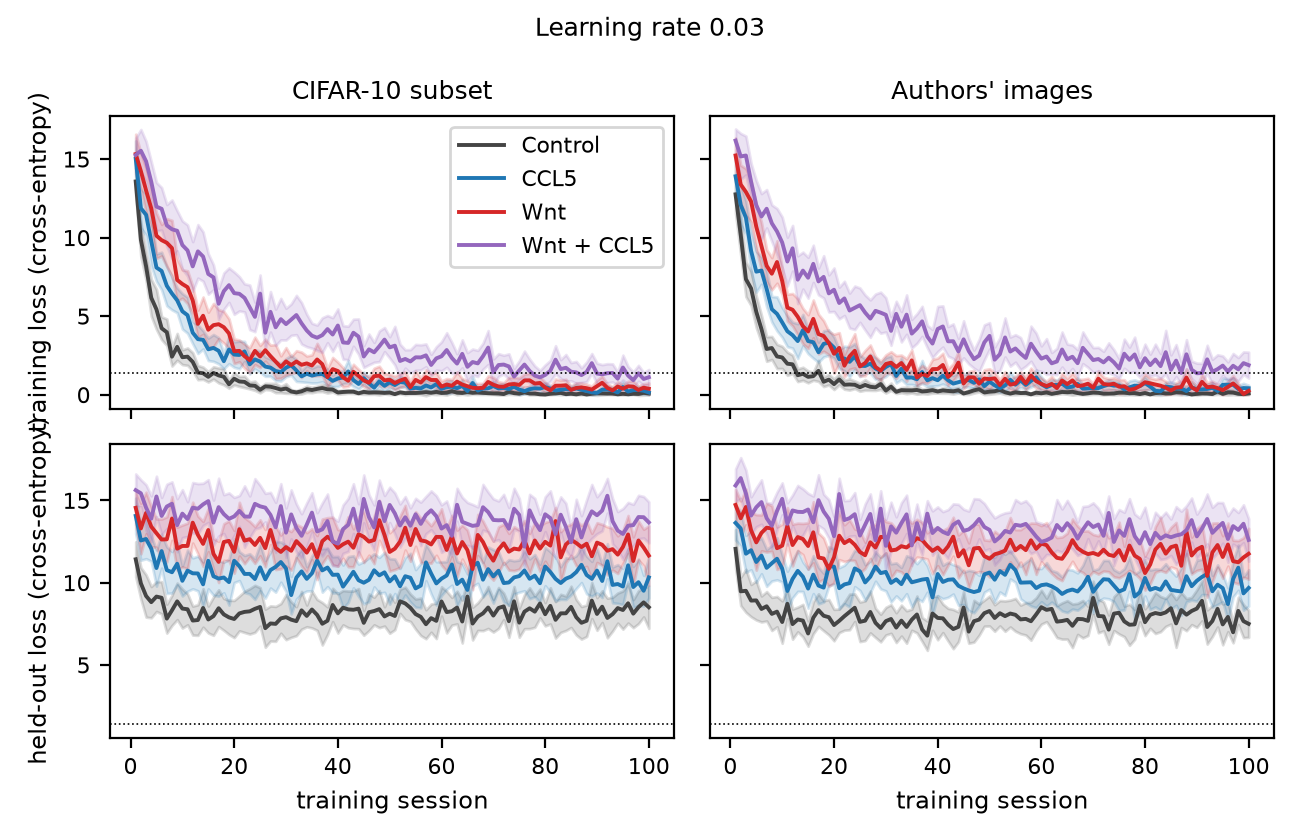 Learning rate 0.03
CIFAR-10 subset
Authors' images
training loss (cross-entropy)
15
10
5
0
Control
CCL5
Wnt
Wnt + CCL5
held-out loss (cross-entropy)
15
10
5
0
20
40
60
80
100
training session
0
20
40
60
80
100
training session